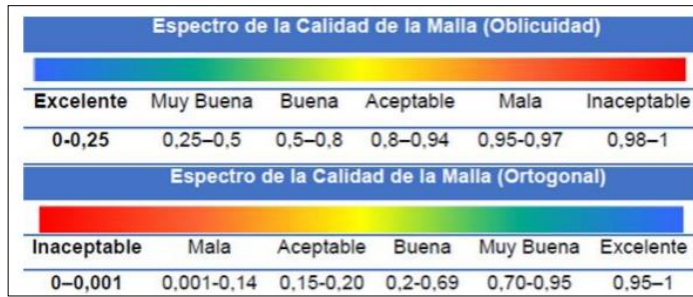 Espectro de la Calidad de la Malla (Oblicuidad)
Excelente Muy Buena Buena Aceptable Mala Inaceptable
0-0,25 0,25–0,5 0,5–0,8 0,8–0,94 0,95-0,97 0,98–1
Espectro de la Calidad de la Malla (Ortogonal)
Inaceptable Mala Aceptable Buena Muy Buena Excelente
0–0,001 0,001-0,14 0,15-0,20 0,2-0,69 0,70-0,95 0,95–1